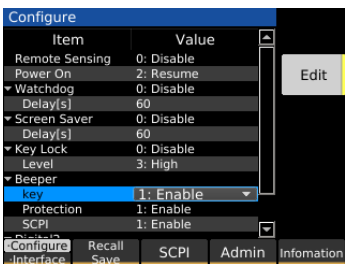 Configure
Item Value
Remote Sensing 0: Disable
Power On 2: Resume
Edit
Watchdog 0: Disable
Delay[s] 60
Screen Saver 0: Disable
Delay[s] 60
Key Lock 0: Disable
Level 3: High
Beeper
key 1: Enable
Protection 1: Enable
SCPI 1: Enable
·Configure Recall SCPI Admin Infomation
·Interface Save